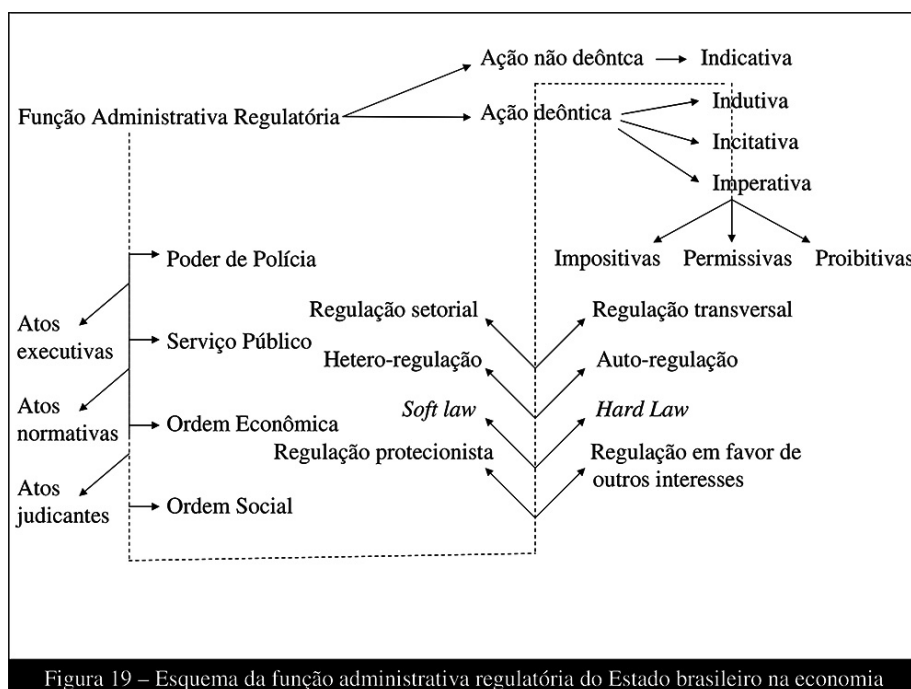 Ação não deôntca
Indicativa
Função Administrativa Regulatória
Ação deôntica
Indutiva
Incitativa
Imperativa
Impositivas
Permissivas
Proibitivas
Poder de Polícia
Atos
executivas
Serviço Público
Atos
normativas
Ordem Econômica
Atos
judicantes
Ordem Social
Regulação setorial
Regulação transversal
Hetero-regulação
Auto-regulação
Soft law
Hard Law
Regulação protecionista
Regulação em favor de
outros interesses
Figura 19 – Esquema da função administrativa regulatória do Estado brasileiro na economia